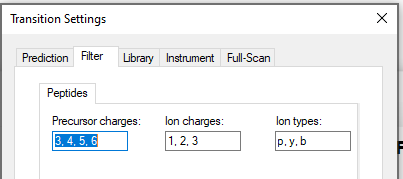 Transition Settings
Prediction Filter Library Instrument Full-Scan
Peptides
Precursor charges: Ion charges: Ion types:
3, 4, 5, 6 1, 2, 3 p, y, b